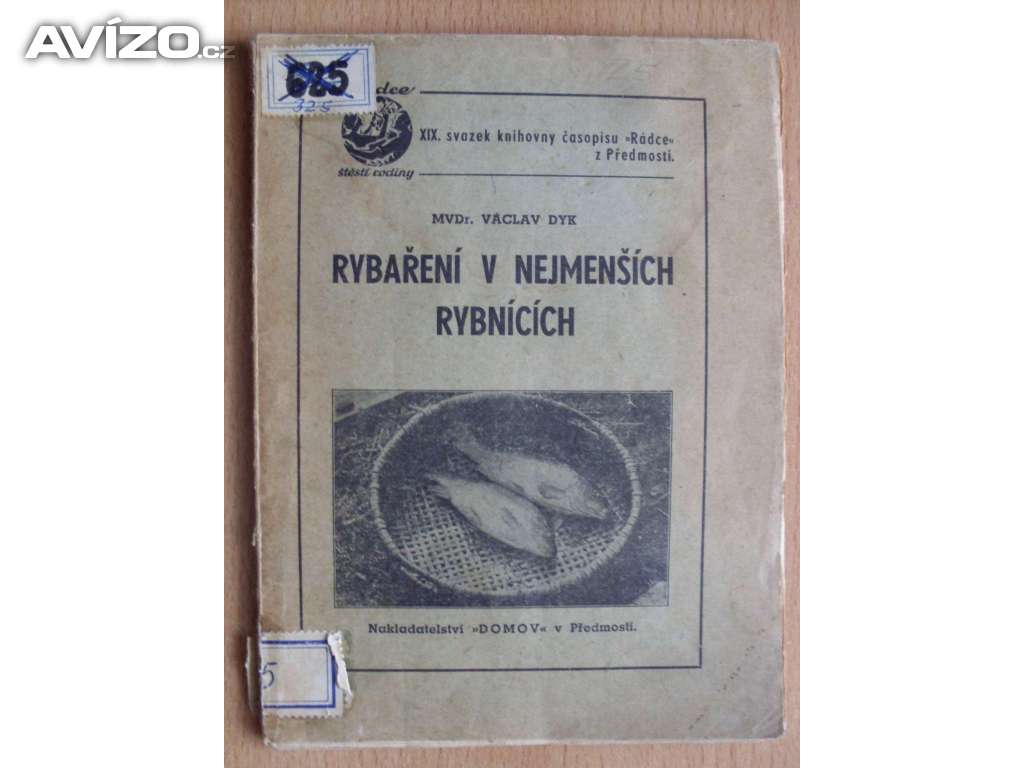 AVÍZO.cz
685
325
XIX. svazek knihovny časopisu »Rádce«
z Předmostí.
štěstí rodiny
MVDr. VÁCLAV DYK
RYBAŘENÍ V NEJMENŠÍCH
RYBNÍCÍCH
Nakladatelství »DOMOV« v Předmostí.
5